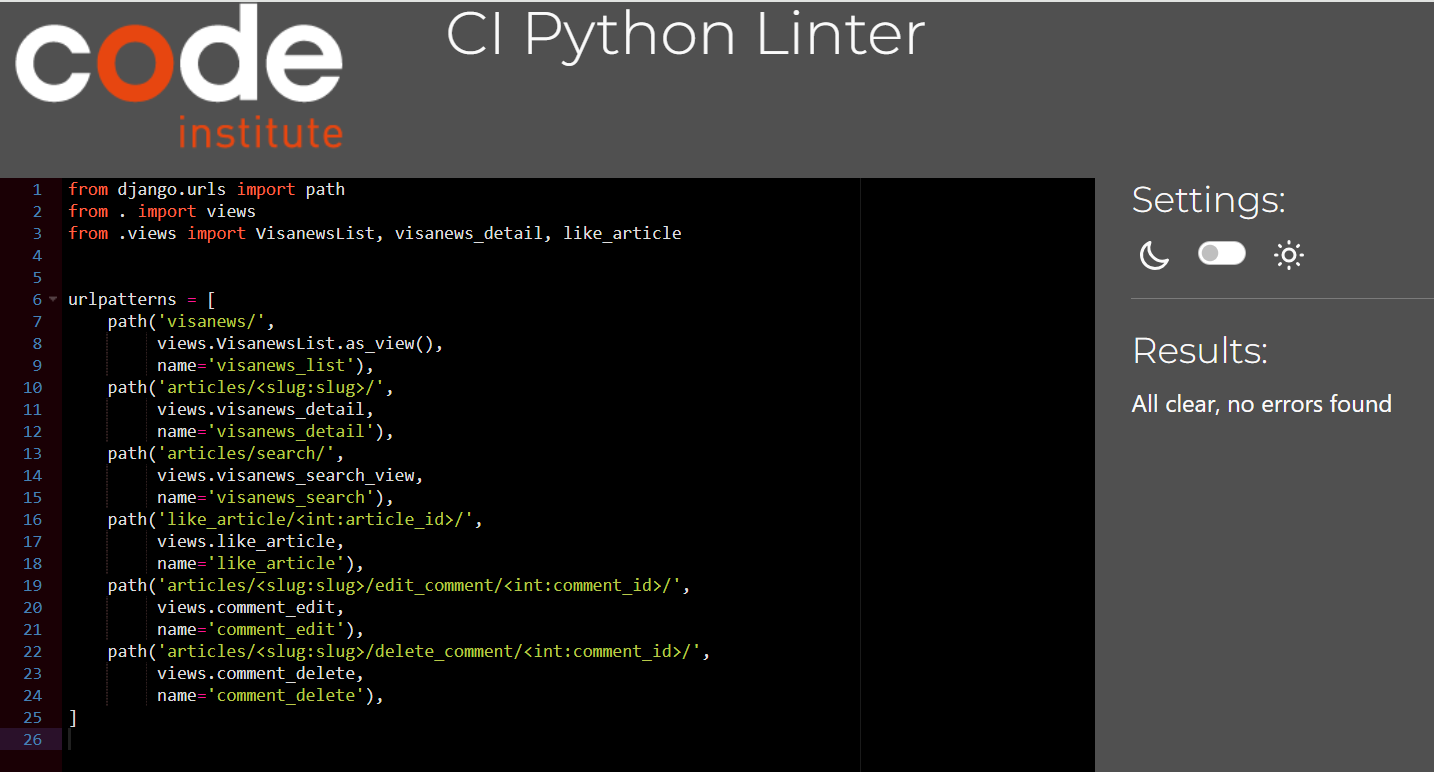 code
institute
CI Python Linter
1 from django.urls import path
2 from . import views
3 from .views import VisanewsList, visanews_detail, like_article
4
5
6 urlpatterns = [
7     path('visanews/',
8          views.VisanewsList.as_view(),
9          name='visanews_list'),
10     path('articles/<slug:slug>/',
11          views.visanews_detail,
12          name='visanews_detail'),
13     path('articles/search/',
14          views.visanews_search_view,
15          name='visanews_search'),
16     path('like_article/<int:article_id>/',
17          views.like_article,
18          name='like_article'),
19     path('articles/<slug:slug>/edit_comment/<int:comment_id>/',
20          views.comment_edit,
21          name='comment_edit'),
22     path('articles/<slug:slug>/delete_comment/<int:comment_id>/',
23          views.comment_delete,
24          name='comment_delete'),
25 ]
26
Settings:
Results:
All clear, no errors found